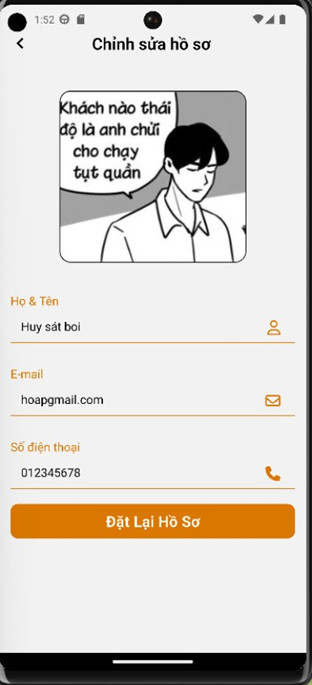 1:52
Chỉnh sửa hồ sơ
Khách nào thái
độ là anh chửi
cho chạy
tụt quần
Họ & Tên
Huy sát boi
E-mail
hoapgmail.com
Số điện thoại
012345678
Đặt Lại Hồ Sơ